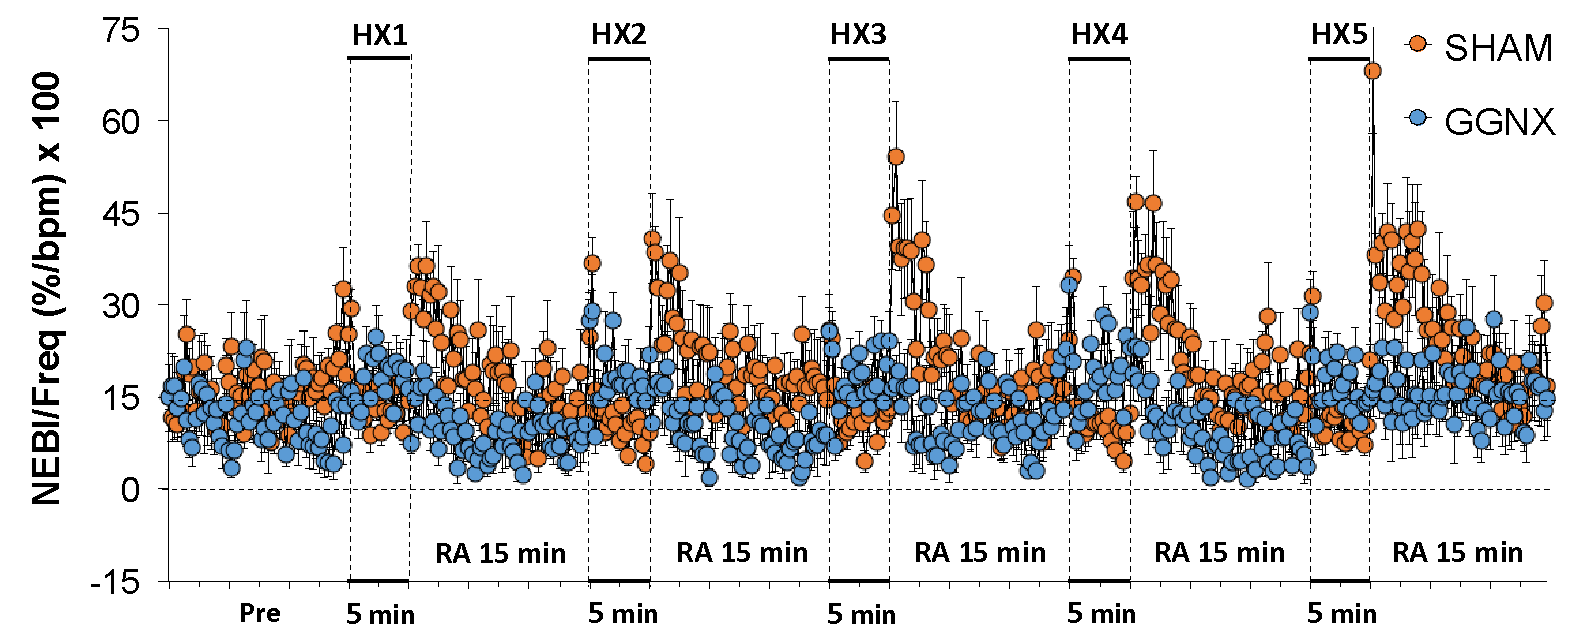 75
60
45
30
15
0
-15
NEBI/Freq (%/bpm) x 100
HX1
HX2
HX3
HX4
HX5
SHAM
GGNX
RA 15 min
RA 15 min
RA 15 min
RA 15 min
RA 15 min
Pre
5 min
5 min
5 min
5 min
5 min